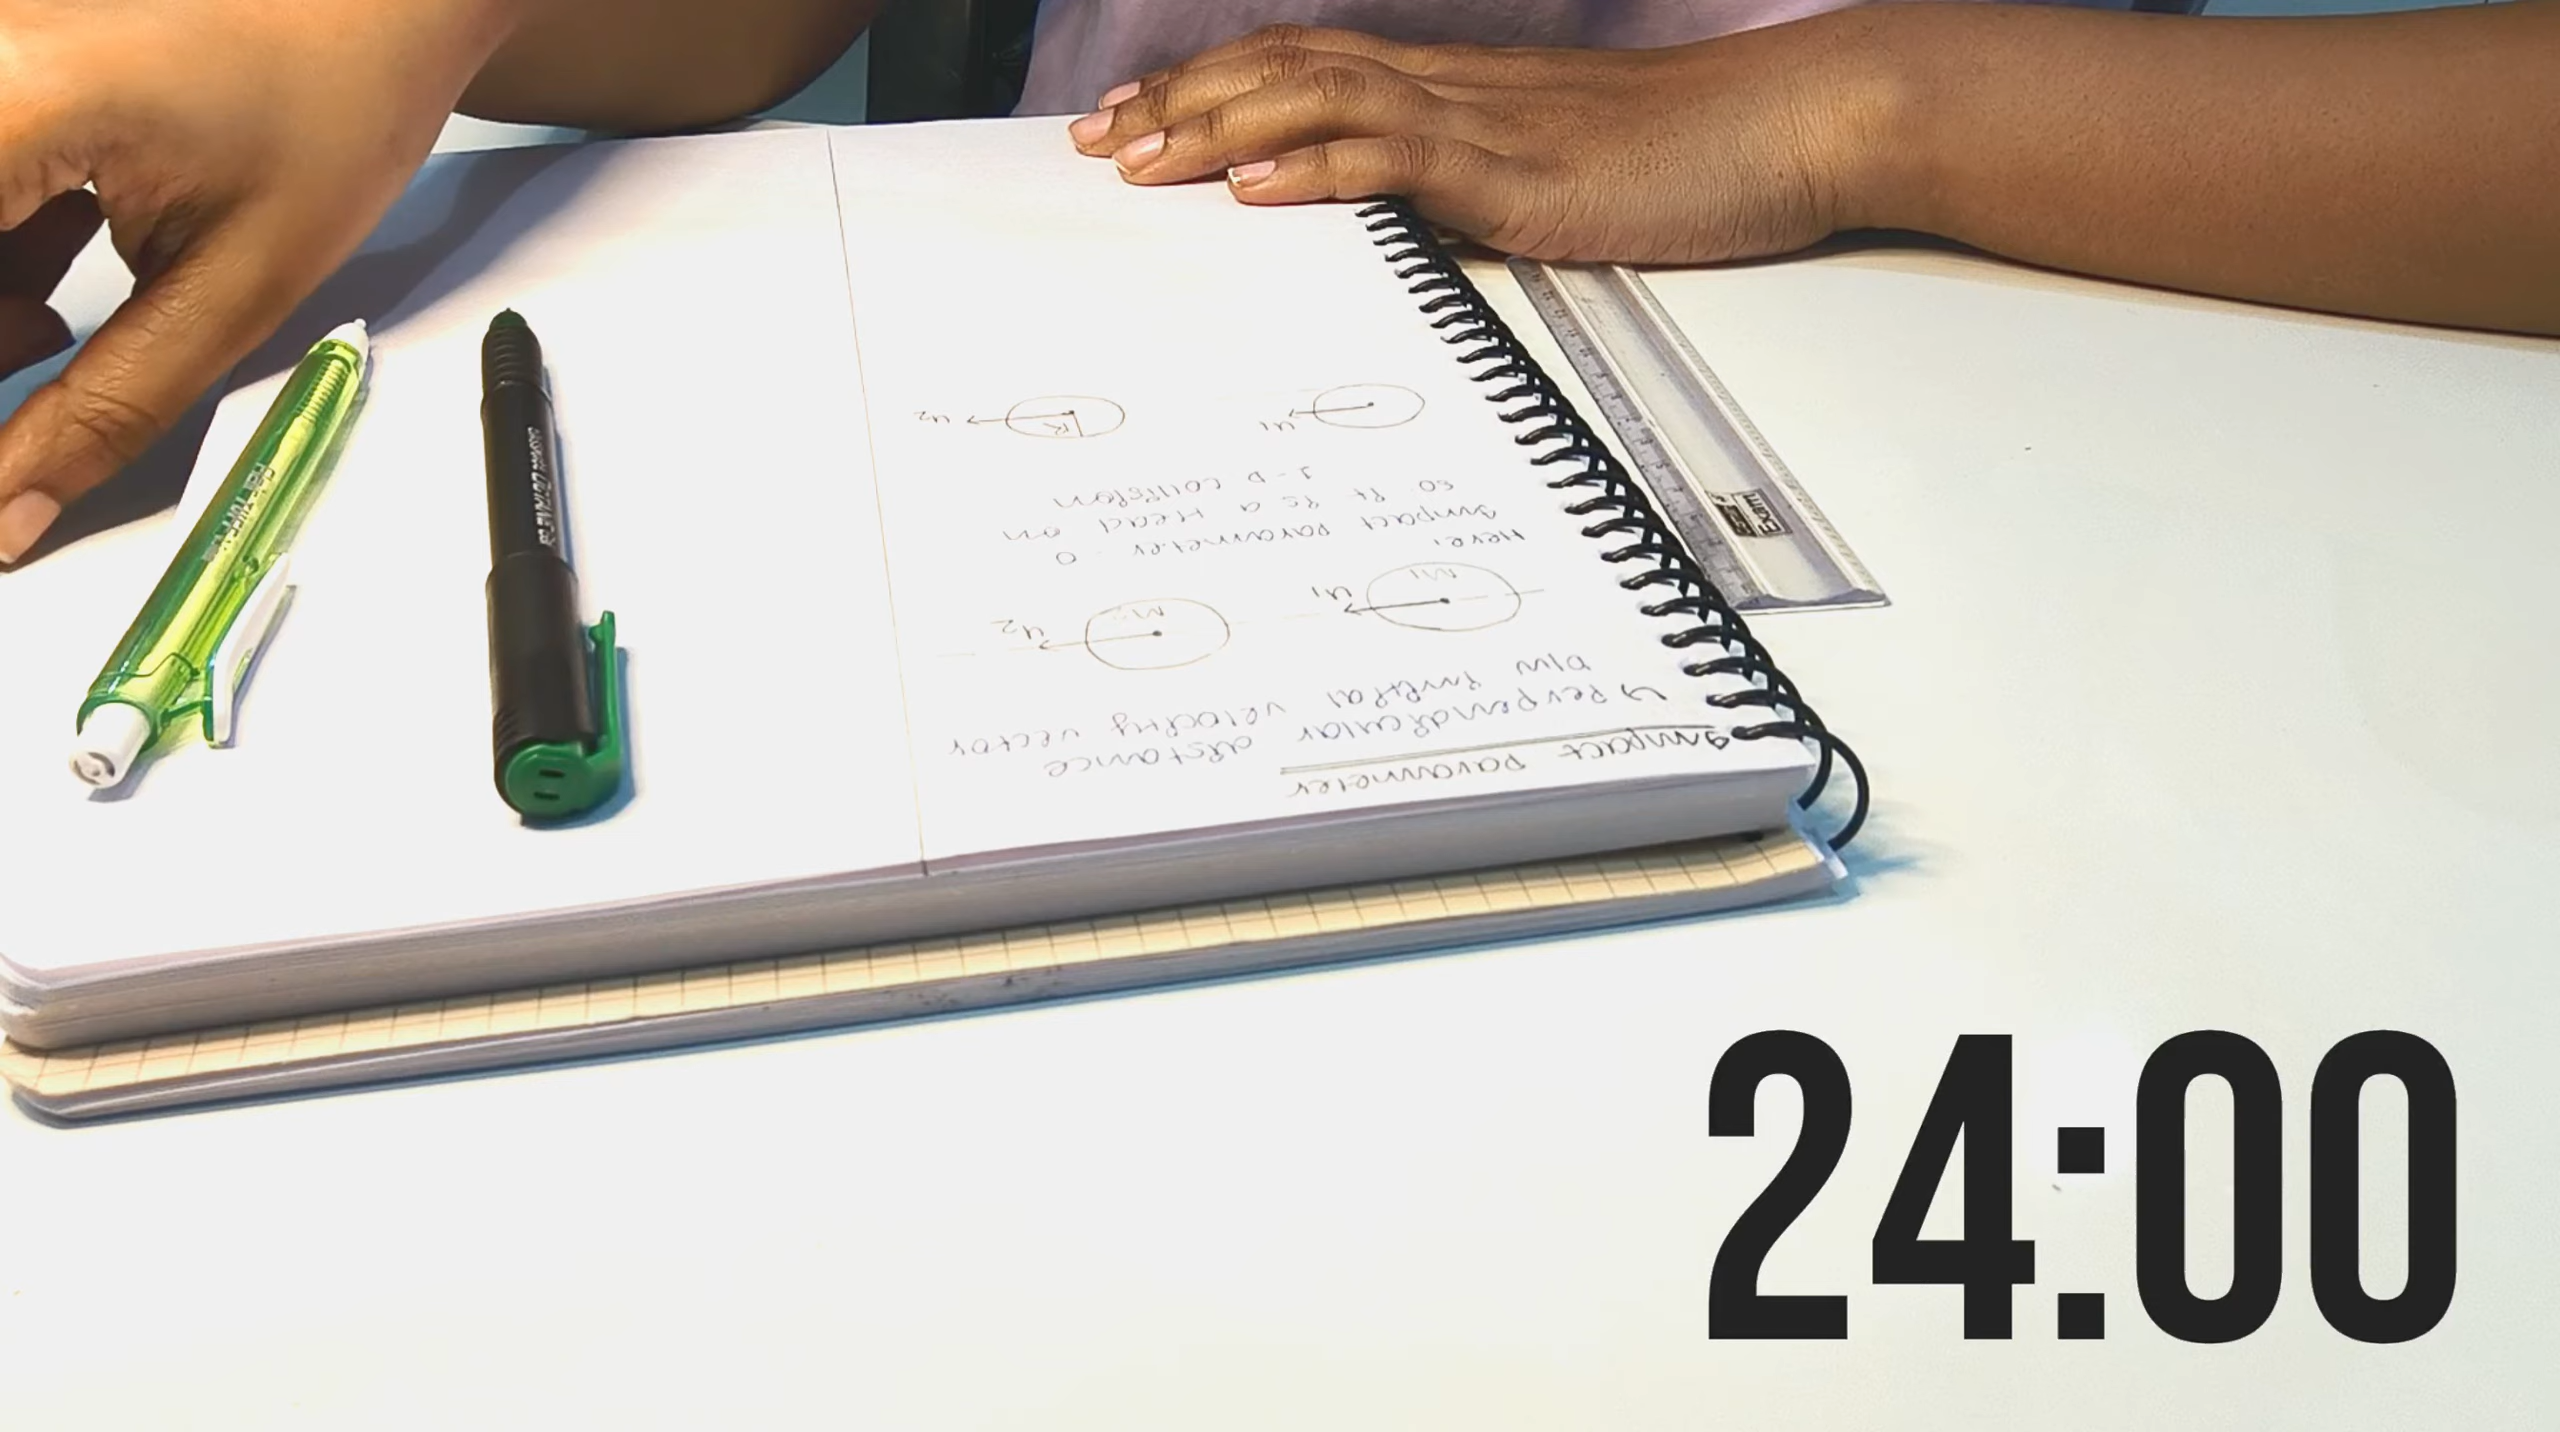 Impact Parameter
↳ Perpendicular distance
b/w initial velocity vector
M1 U1 M2 U2
Here,
Impact parameter = 0
so it is a Head on
1-D collision
U1 R U2
Exam
24:00